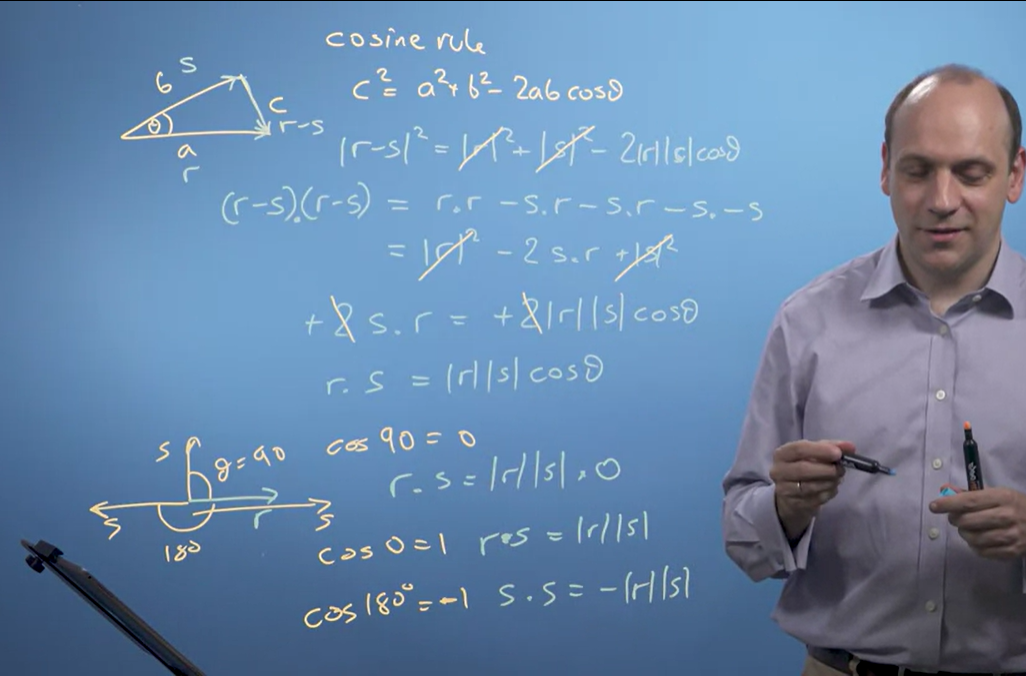 cosine rule
c² = a² + b² - 2ab cosθ
b s
c
θ
r-s
a
r
|r-s|² = |r|² + |s|² - 2|r||s|cosθ
(r-s).(r-s) = r.r - s.r - s.r - s.-s
= |r|² - 2 s.r + |s|²
+2 s.r = +2|r||s|cosθ
r.s = |r||s|cosθ
s
θ=90
cos 90 = 0
r.s = |r||s|.0
s
r
s
180
cos 0 = 1 r.s = |r||s|
cos 180° = -1 s.s = -|r||s|